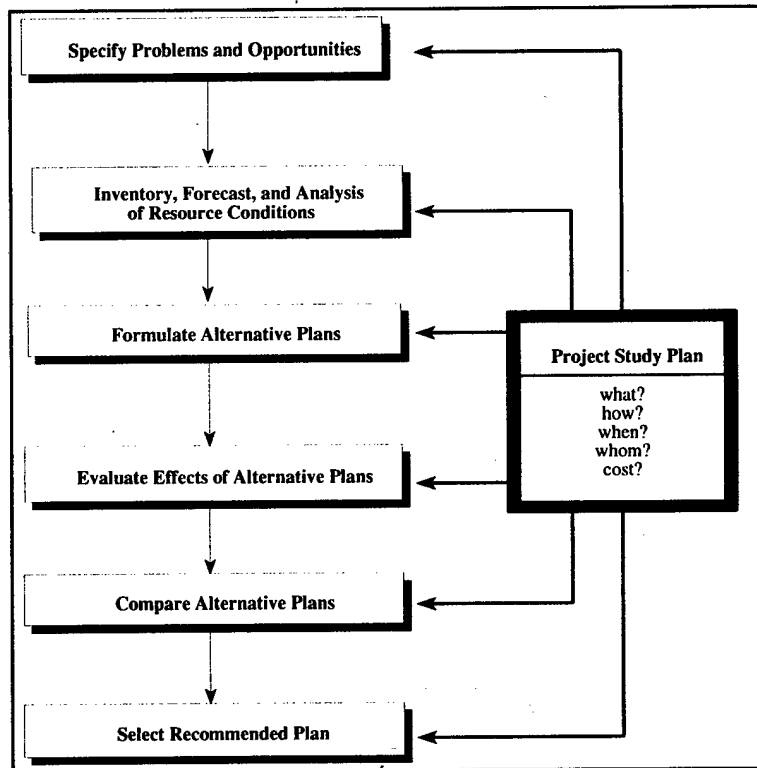 Specify Problems and Opportunities
Inventory, Forecast, and Analysis
of Resource Conditions
Formulate Alternative Plans
Evaluate Effects of Alternative Plans
Compare Alternative Plans
Select Recommended Plan
Project Study Plan
what?
how?
when?
whom?
cost?